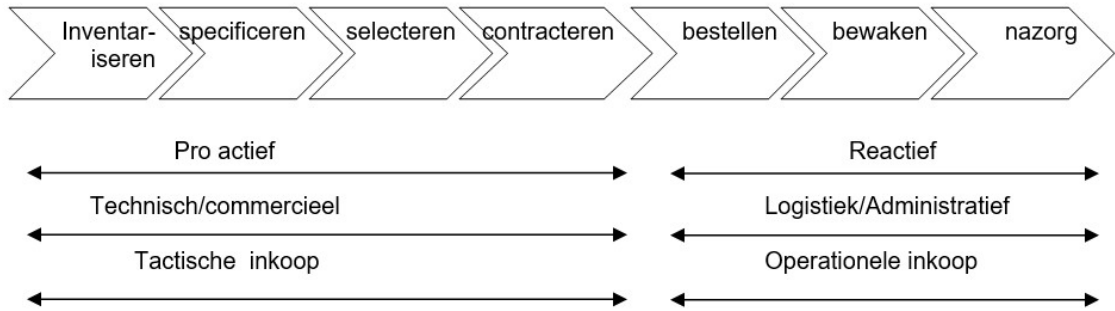 Inventar-
iseren
specificeren
selecteren
contracteren
bestellen
bewaken
nazorg
Pro actief
Reactief
Technisch/commercieel
Logistiek/Administratief
Tactische inkoop
Operationele inkoop